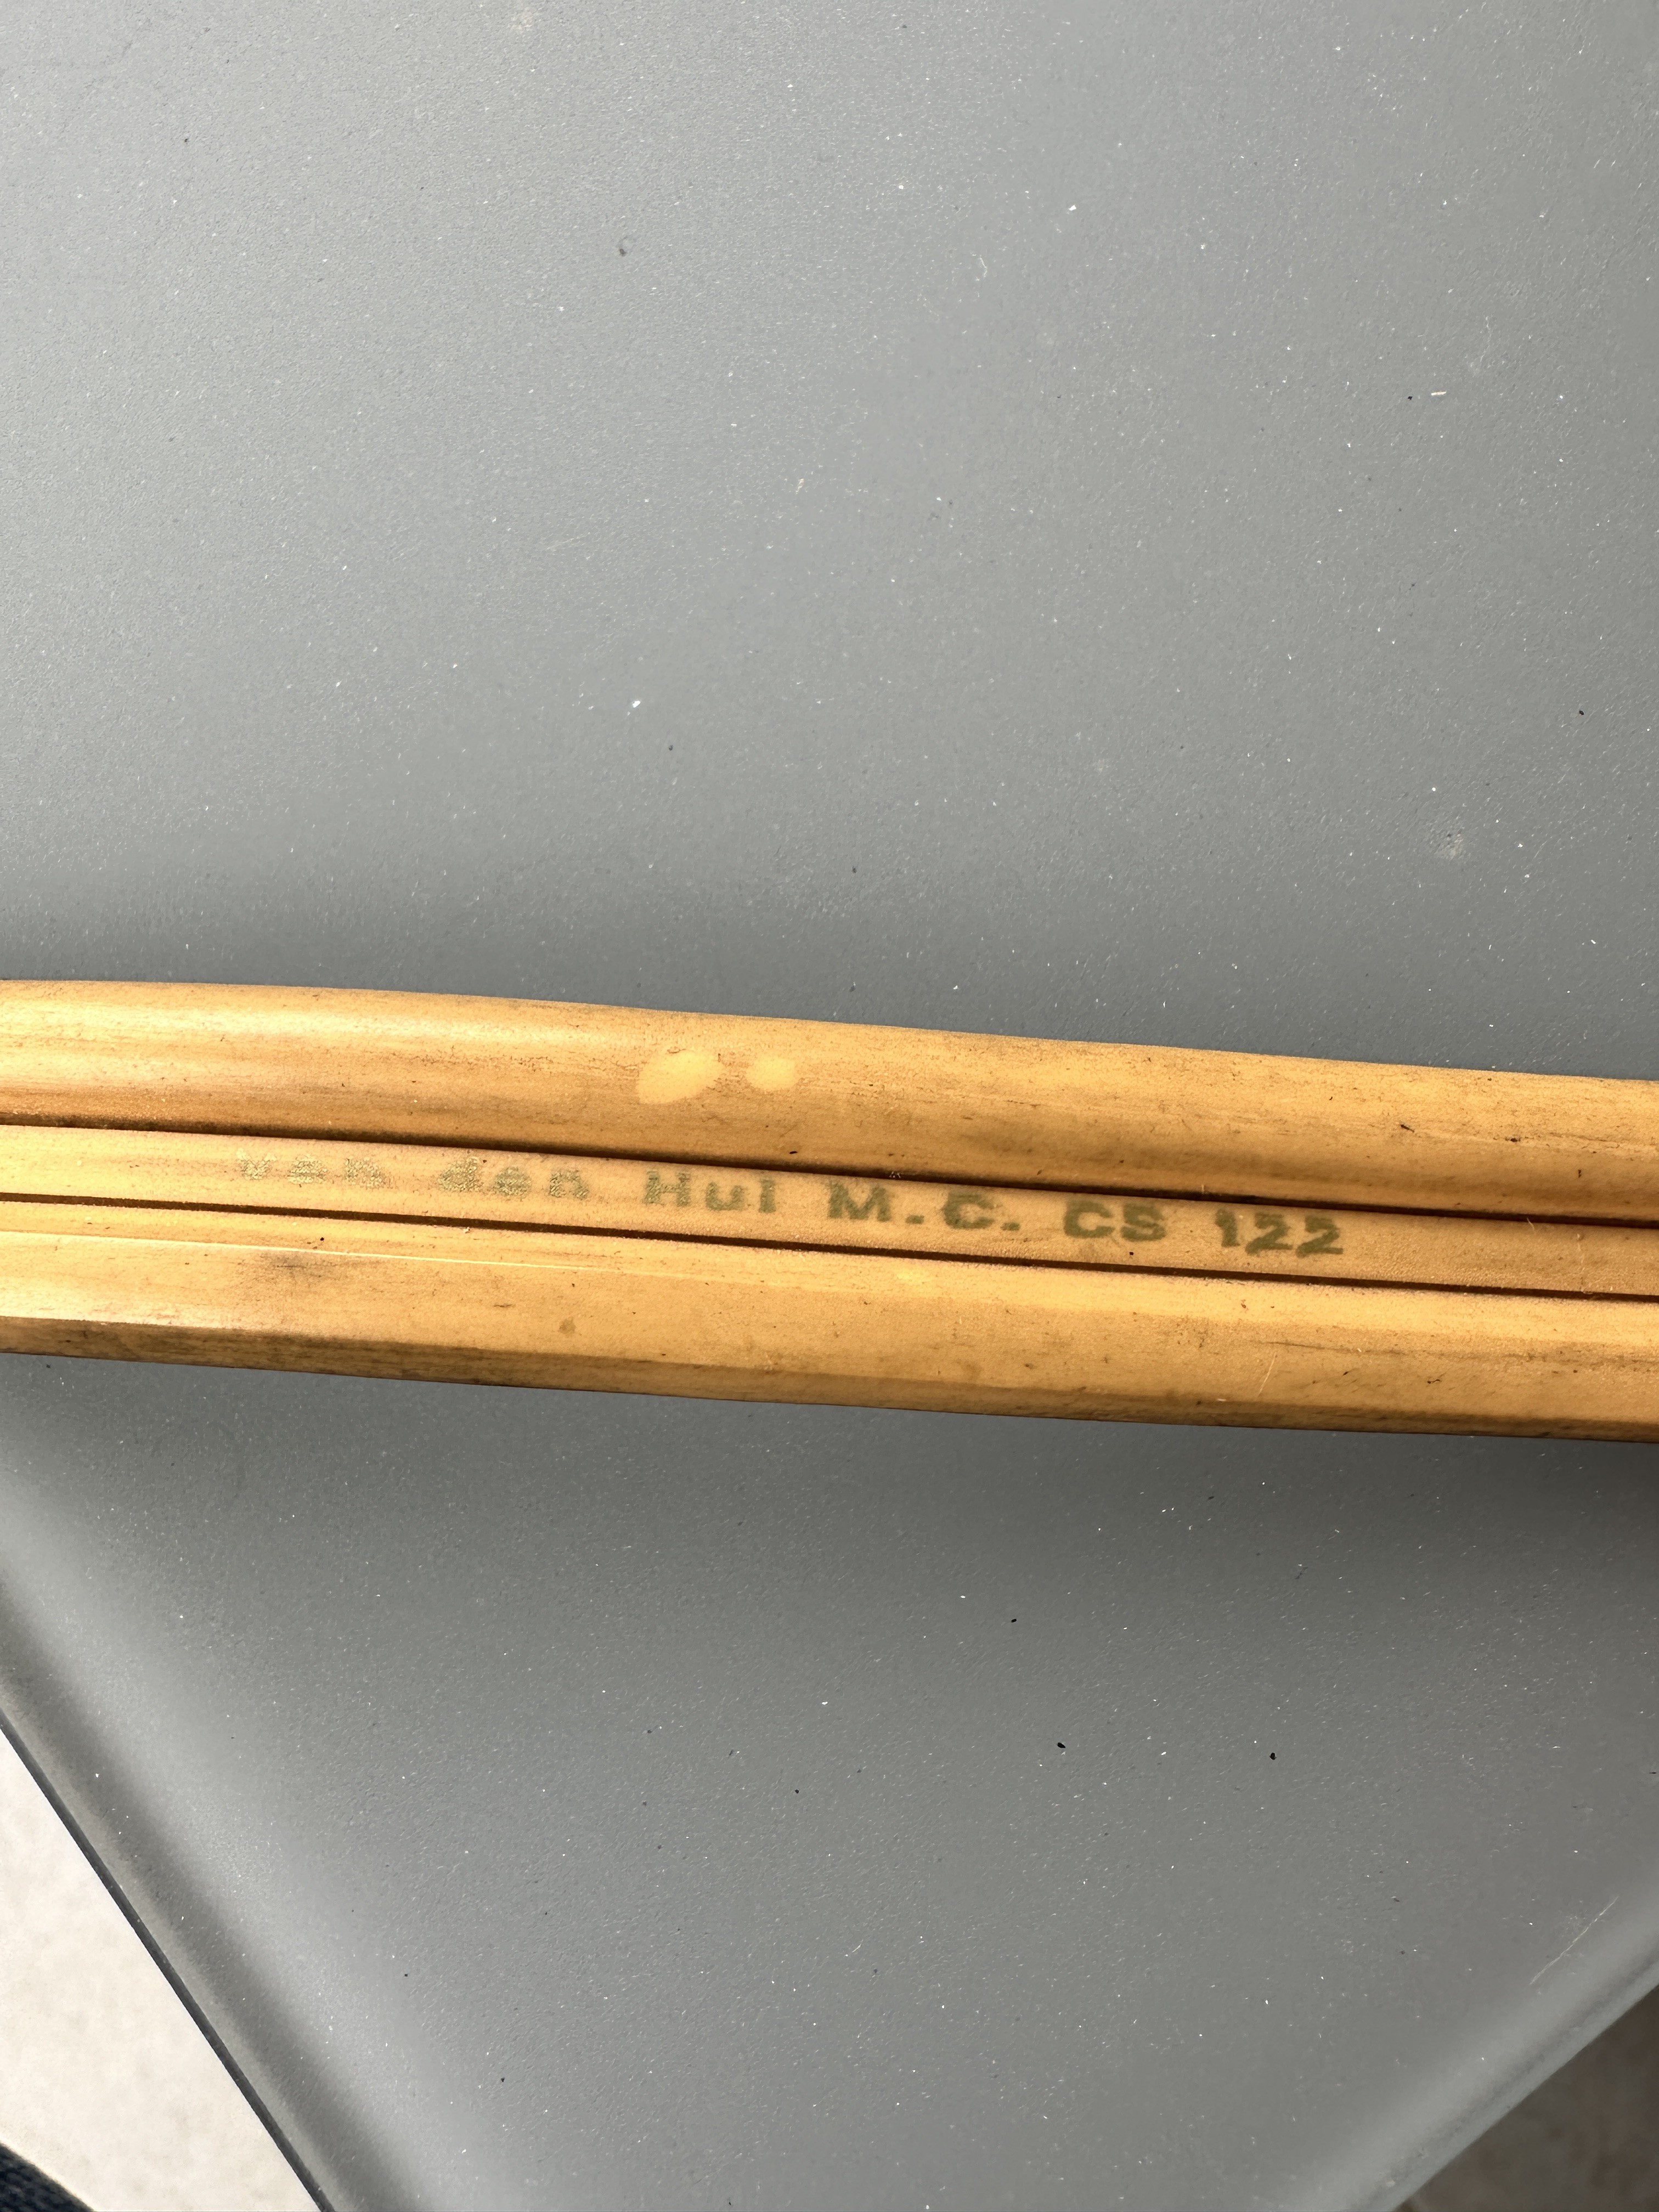 van den Hul M.C. CS 122